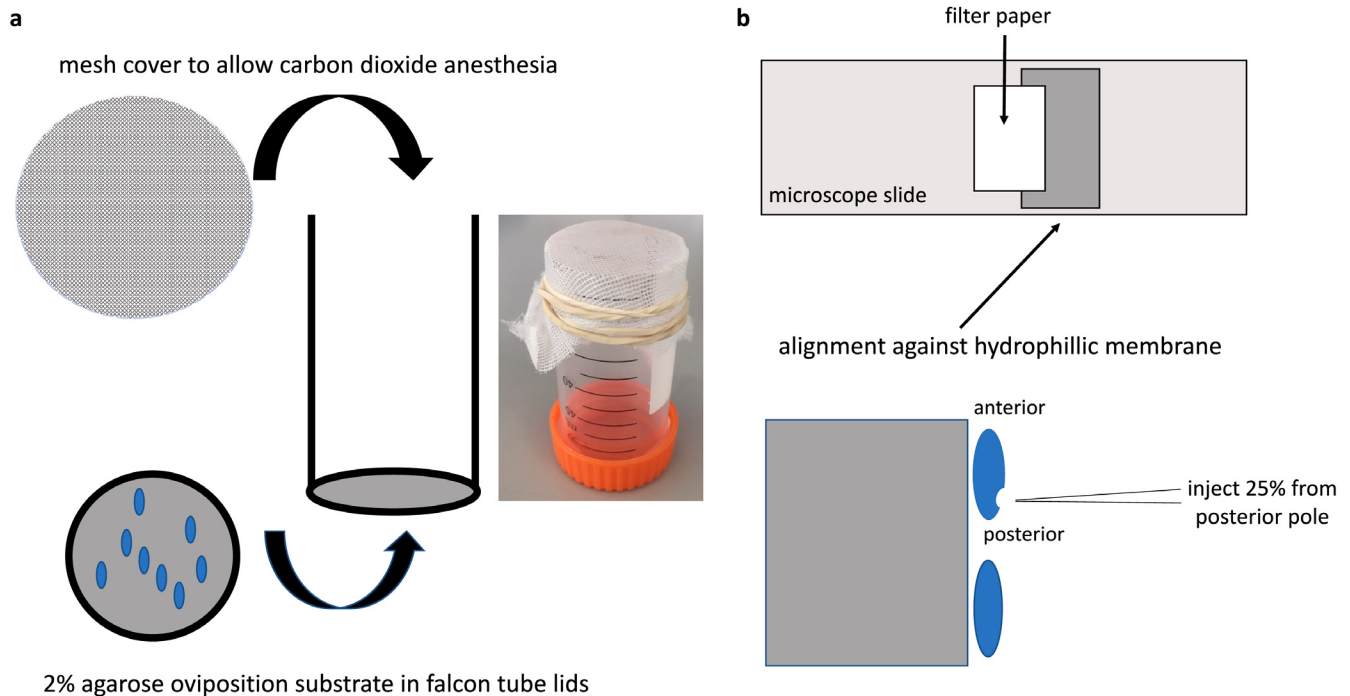 a
mesh cover to allow carbon dioxide anesthesia
40
2% agarose oviposition substrate in falcon tube lids
b
filter paper
microscope slide
alignment against hydrophillic membrane
anterior
posterior
inject 25% from
posterior pole